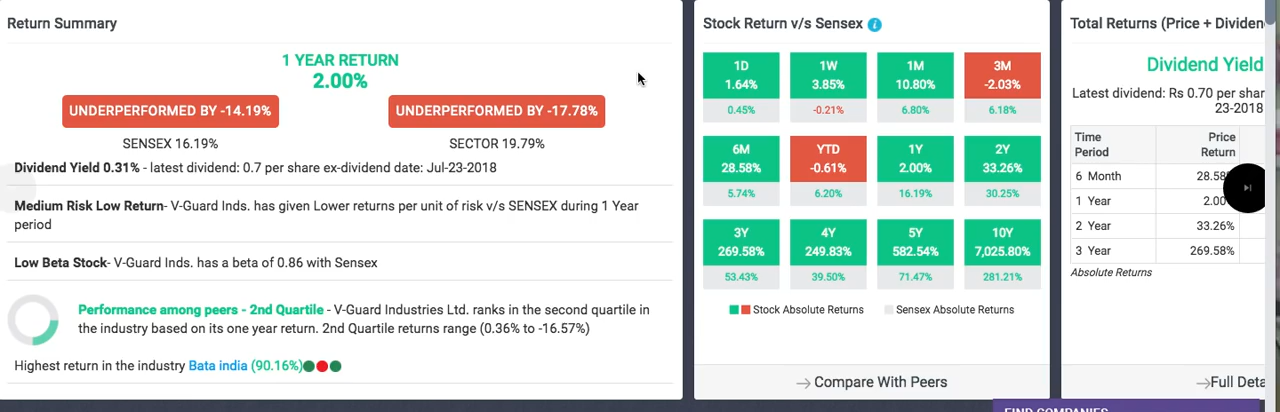 Return Summary
1 YEAR RETURN
2.00%
UNDERPERFORMED BY -14.19%
UNDERPERFORMED BY -17.78%
SENSEX 16.19%
SECTOR 19.79%
Dividend Yield 0.31% - latest dividend: 0.7 per share ex-dividend date: Jul-23-2018
Medium Risk Low Return- V-Guard Inds. has given Lower returns per unit of risk v/s SENSEX during 1 Year
period
Low Beta Stock- V-Guard Inds. has a beta of 0.86 with Sensex
Performance among peers - 2nd Quartile - V-Guard Industries Ltd. ranks in the second quartile in
the industry based on its one year return. 2nd Quartile returns range (0.36% to -16.57%)
Highest return in the industry Bata india (90.16%)
Stock Return v/s Sensex
1D 1W 1M 3M
1.64% 3.85% 10.80% -2.03%
0.45% -0.21% 6.80% 6.18%
6M YTD 1Y 2Y
28.58% -0.61% 2.00% 33.26%
5.74% 6.20% 16.19% 30.25%
3Y 4Y 5Y 10Y
269.58% 249.83% 582.54% 7,025.80%
53.43% 39.50% 71.47% 281.21%
Stock Absolute Returns Sensex Absolute Returns
Compare With Peers
Total Returns (Price + Dividen
Dividend Yield
Latest dividend: Rs 0.70 per shar
23-2018
Time Price
Period Return
6 Month 28.58
1 Year 2.00
2 Year 33.26%
3 Year 269.58%
Absolute Returns
Full Deta
FIND COMPANIES